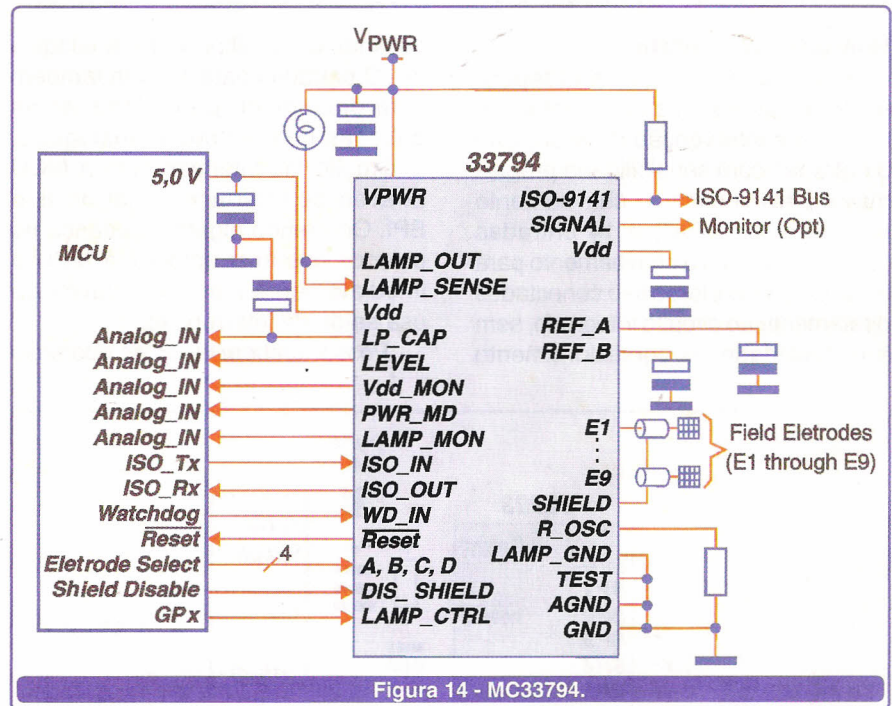 VPWR
33794
5,0 V
MCU
Analog_IN
Analog_IN
Analog_IN
Analog_IN
Analog_IN
ISO_Tx
ISO_Rx
Watchdog
Reset
Eletrode Select
Shield Disable
GPx
4
VPWR
LAMP_OUT
LAMP_SENSE
Vdd
LP_CAP
LEVEL
Vdd_MON
PWR_MD
LAMP_MON
ISO_IN
ISO_OUT
WD_IN
Reset
A, B, C, D
DIS_ SHIELD
LAMP_CTRL
ISO-9141
SIGNAL
Vdd
REF_A
REF_B
E1
E9
SHIELD
R_OSC
LAMP_GND
TEST
AGND
GND
ISO-9141 Bus
Monitor (Opt)
Field Eletrodes
(E1 through E9)
Figura 14 - MC33794.